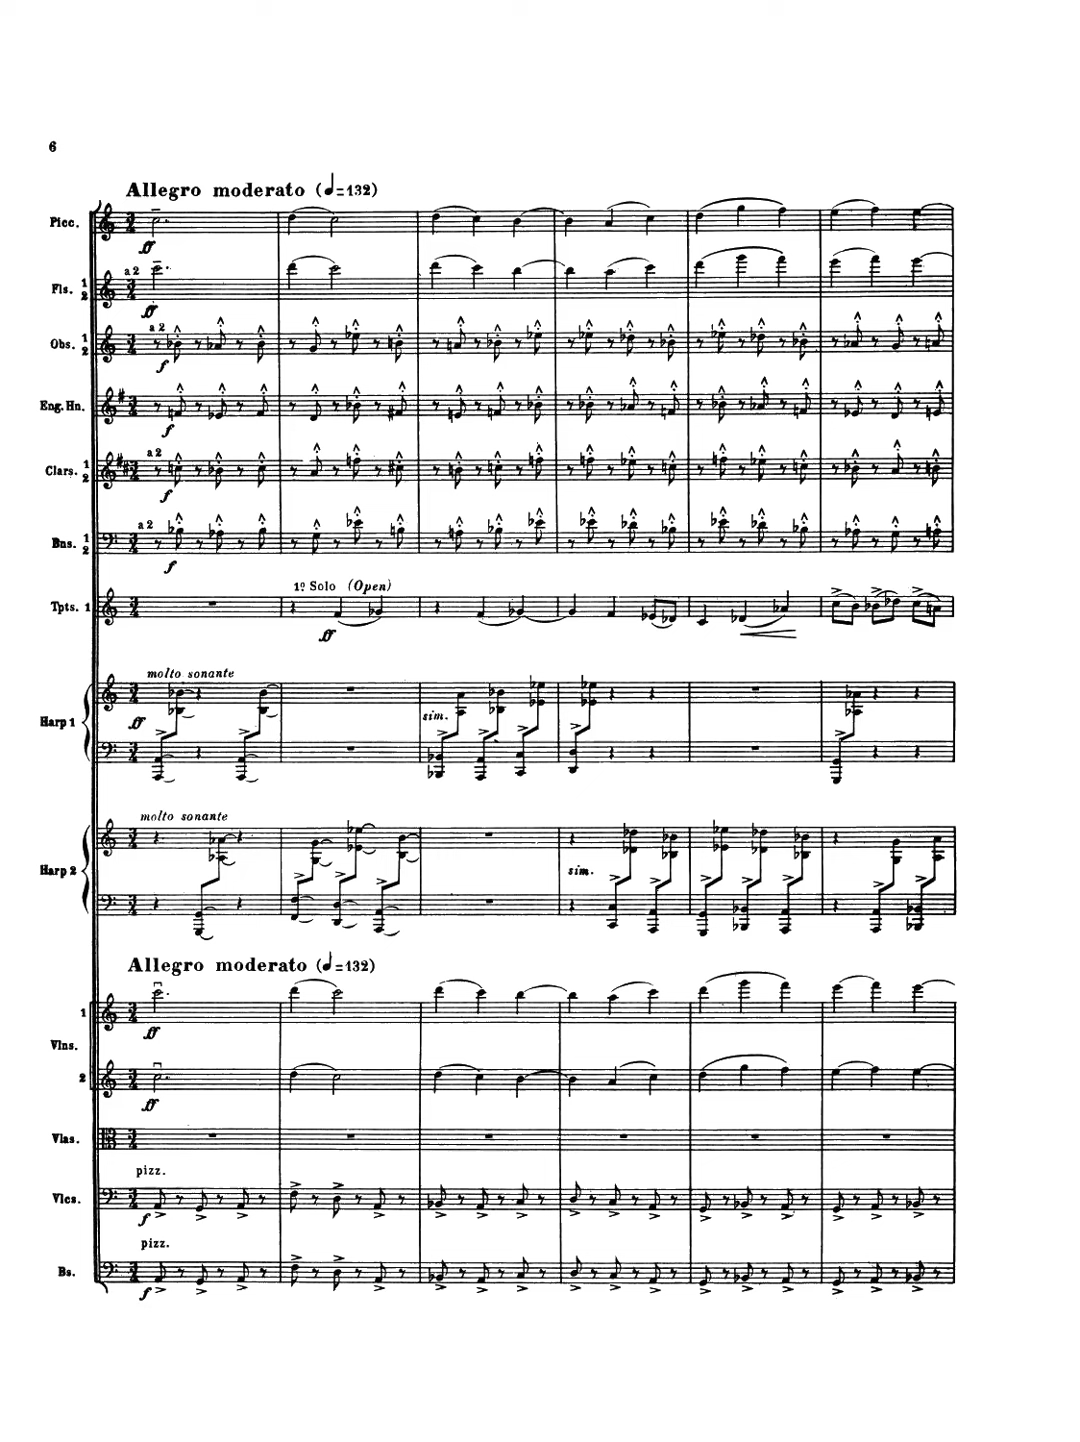 6
Allegro moderato (♩=132)
Picc.
ff
a 2
Fls. 1 2
ff
a 2
Obs. 1 2
f
Eng. Hn.
f
a 2
Clars. 1 2
f
a 2
Bns. 1 2
f
1º Solo (Open)
Tpts. 1
ff
molto sonante
ff
sim.
Harp 1
molto sonante
Harp 2
sim.
Allegro moderato (♩=132)
1
ff
Vlns.
2
ff
Vlas.
pizz.
Vlcs.
f
pizz.
Bs.
f